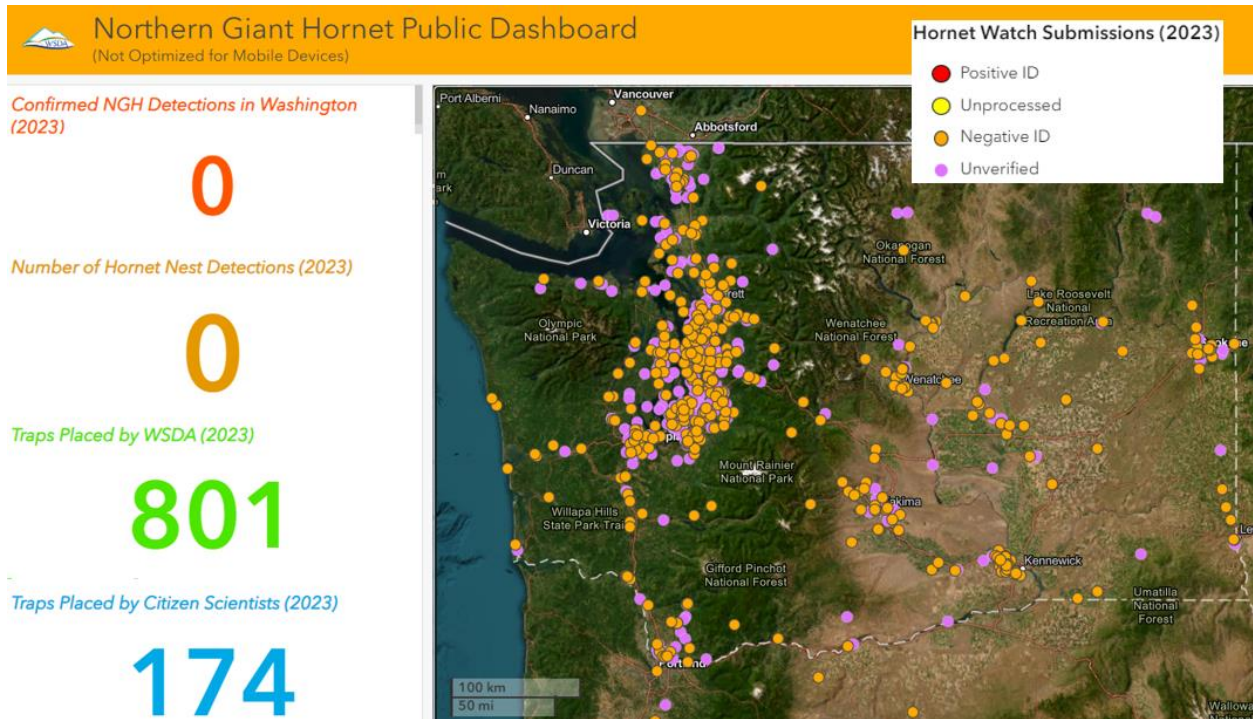 WSDA
Northern Giant Hornet Public Dashboard
(Not Optimized for Mobile Devices)
Confirmed NGH Detections in Washington
(2023)
0
Number of Hornet Nest Detections (2023)
0
Traps Placed by WSDA (2023)
801
Traps Placed by Citizen Scientists (2023)
174
Hornet Watch Submissions (2023)
Positive ID
Unprocessed
Negative ID
Unverified
Port Alberni
Nanaimo
Vancouver
Abbotsford
Duncan
Victoria
Okanogan
National Forest
Olympic
National Park
Lake Roosevelt
National
Recreation
Wenatchee
National Forest
Wenatchee
Mount Rainier
National Park
Willapa Hills
State Park
Gifford Pinchot
National Forest
Kennewick
Umatilla
National
Forest
100 km
50 mi